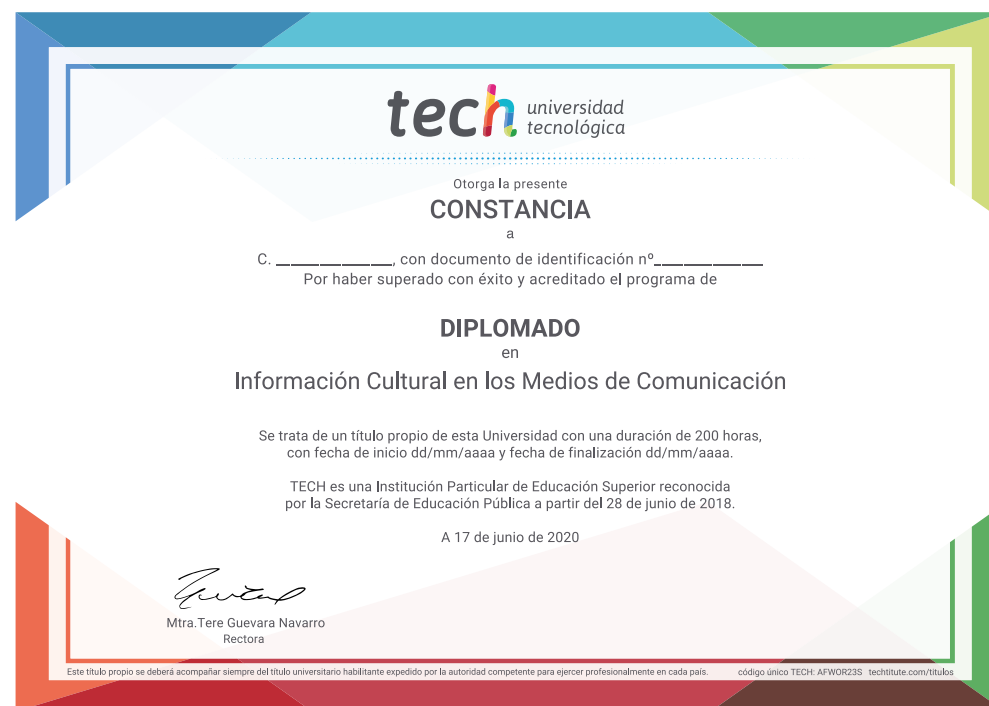 tech universidad
tecnológica
Otorga la presente
CONSTANCIA
a
C. ______________, con documento de identificación nº______________
Por haber superado con éxito y acreditado el programa de
DIPLOMADO
en
Información Cultural en los Medios de Comunicación
Se trata de un título propio de esta Universidad con una duración de 200 horas,
con fecha de inicio dd/mm/aaaa y fecha de finalización dd/mm/aaaa.
TECH es una Institución Particular de Educación Superior reconocida
por la Secretaría de Educación Pública a partir del 28 de junio de 2018.
A 17 de junio de 2020
Mtra.Tere Guevara Navarro
Rectora
Este título propio se deberá acompañar siempre del título universitario habilitante expedido por la autoridad competente para ejercer profesionalmente en cada país. código único TECH: AFWOR23S techtitute.com/titulos